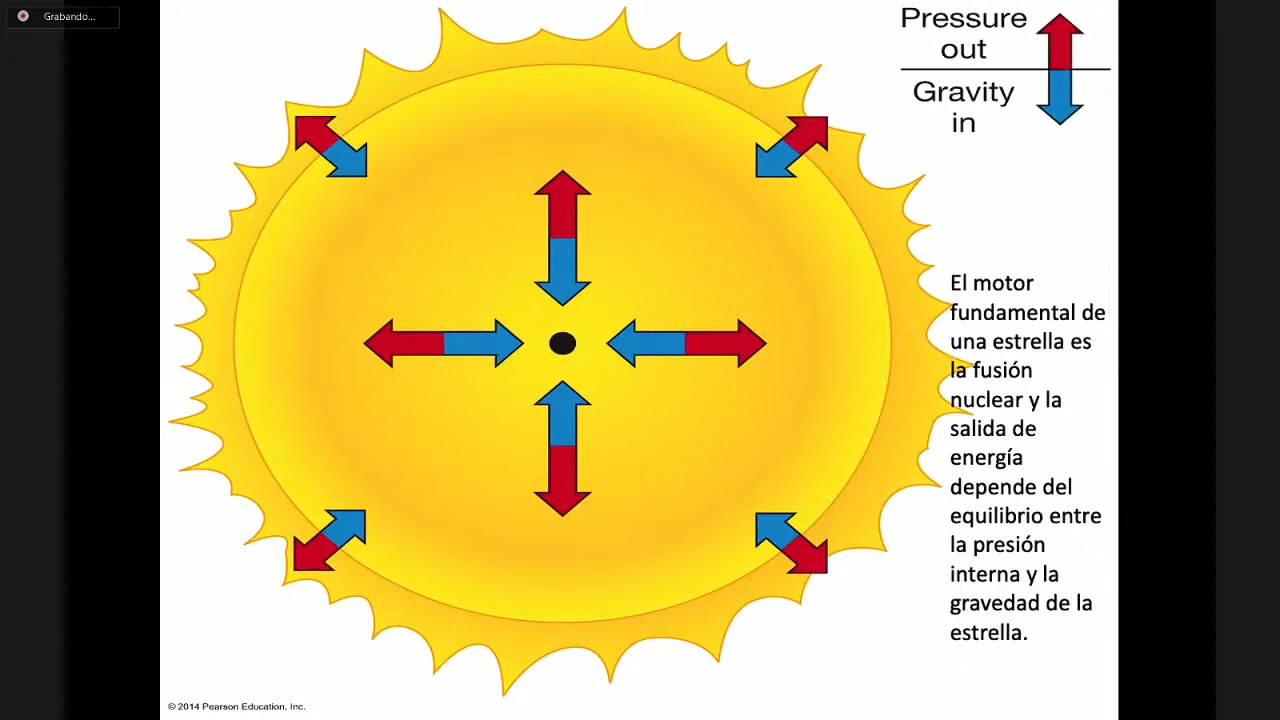 Grabando...
Pressure
out
Gravity
in
El motor
fundamental de
una estrella es
la fusión
nuclear y la
salida de
energía
depende del
equilibrio entre
la presión
interna y la
gravedad de la
estrella.
© 2014 Pearson Education, Inc.